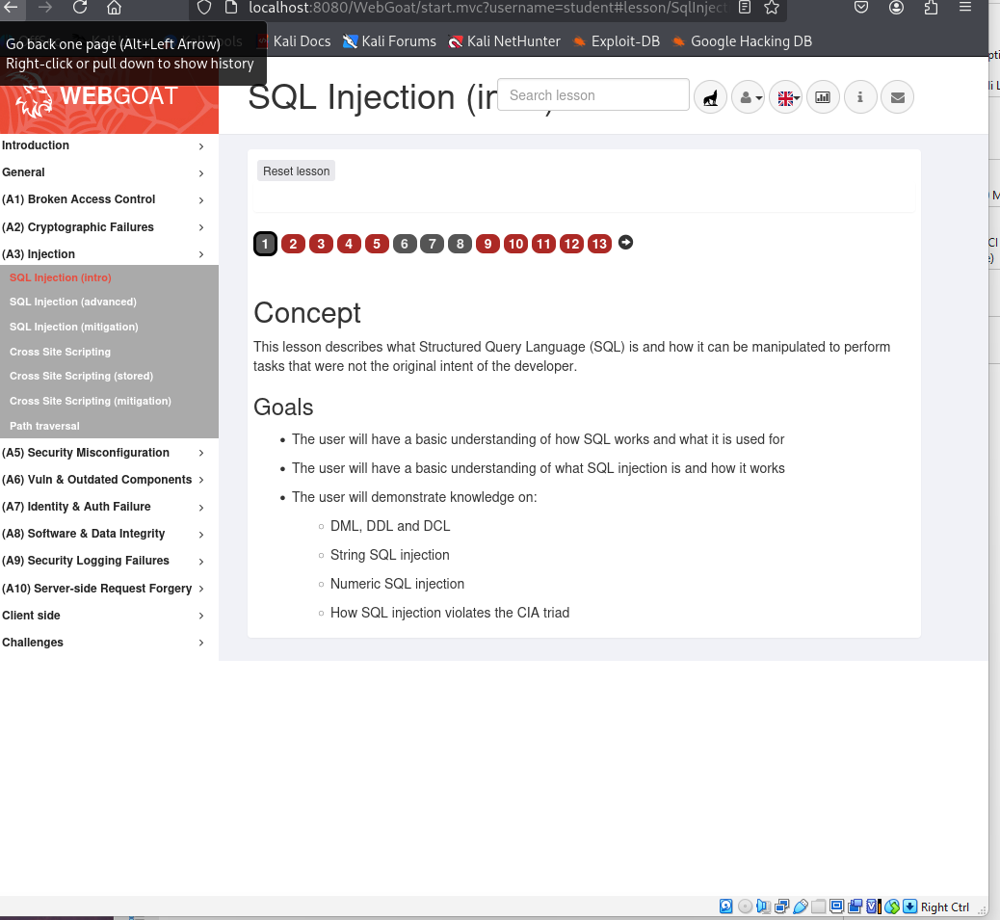 localhost:8080/WebGoat/start.mvc?username=student#lesson/SqlInject
Go back one page (Alt+Left Arrow)
Right-click or pull down to show history
Kali Docs
Kali Forums
Kali NetHunter
Exploit-DB
Google Hacking DB
WEBGOAT
SQL Injection (in
Search lesson
Introduction
General
(A1) Broken Access Control
(A2) Cryptographic Failures
(A3) Injection
SQL Injection (intro)
SQL Injection (advanced)
SQL Injection (mitigation)
Cross Site Scripting
Cross Site Scripting (stored)
Cross Site Scripting (mitigation)
Path traversal
(A5) Security Misconfiguration
(A6) Vuln & Outdated Components
(A7) Identity & Auth Failure
(A8) Software & Data Integrity
(A9) Security Logging Failures
(A10) Server-side Request Forgery
Client side
Challenges
Reset lesson
1 2 3 4 5 6 7 8 9 10 11 12 13
Concept
This lesson describes what Structured Query Language (SQL) is and how it can be manipulated to perform
tasks that were not the original intent of the developer.
Goals
• The user will have a basic understanding of how SQL works and what it is used for
• The user will have a basic understanding of what SQL injection is and how it works
• The user will demonstrate knowledge on:
○ DML, DDL and DCL
○ String SQL injection
○ Numeric SQL injection
○ How SQL injection violates the CIA triad
Right Ctrl